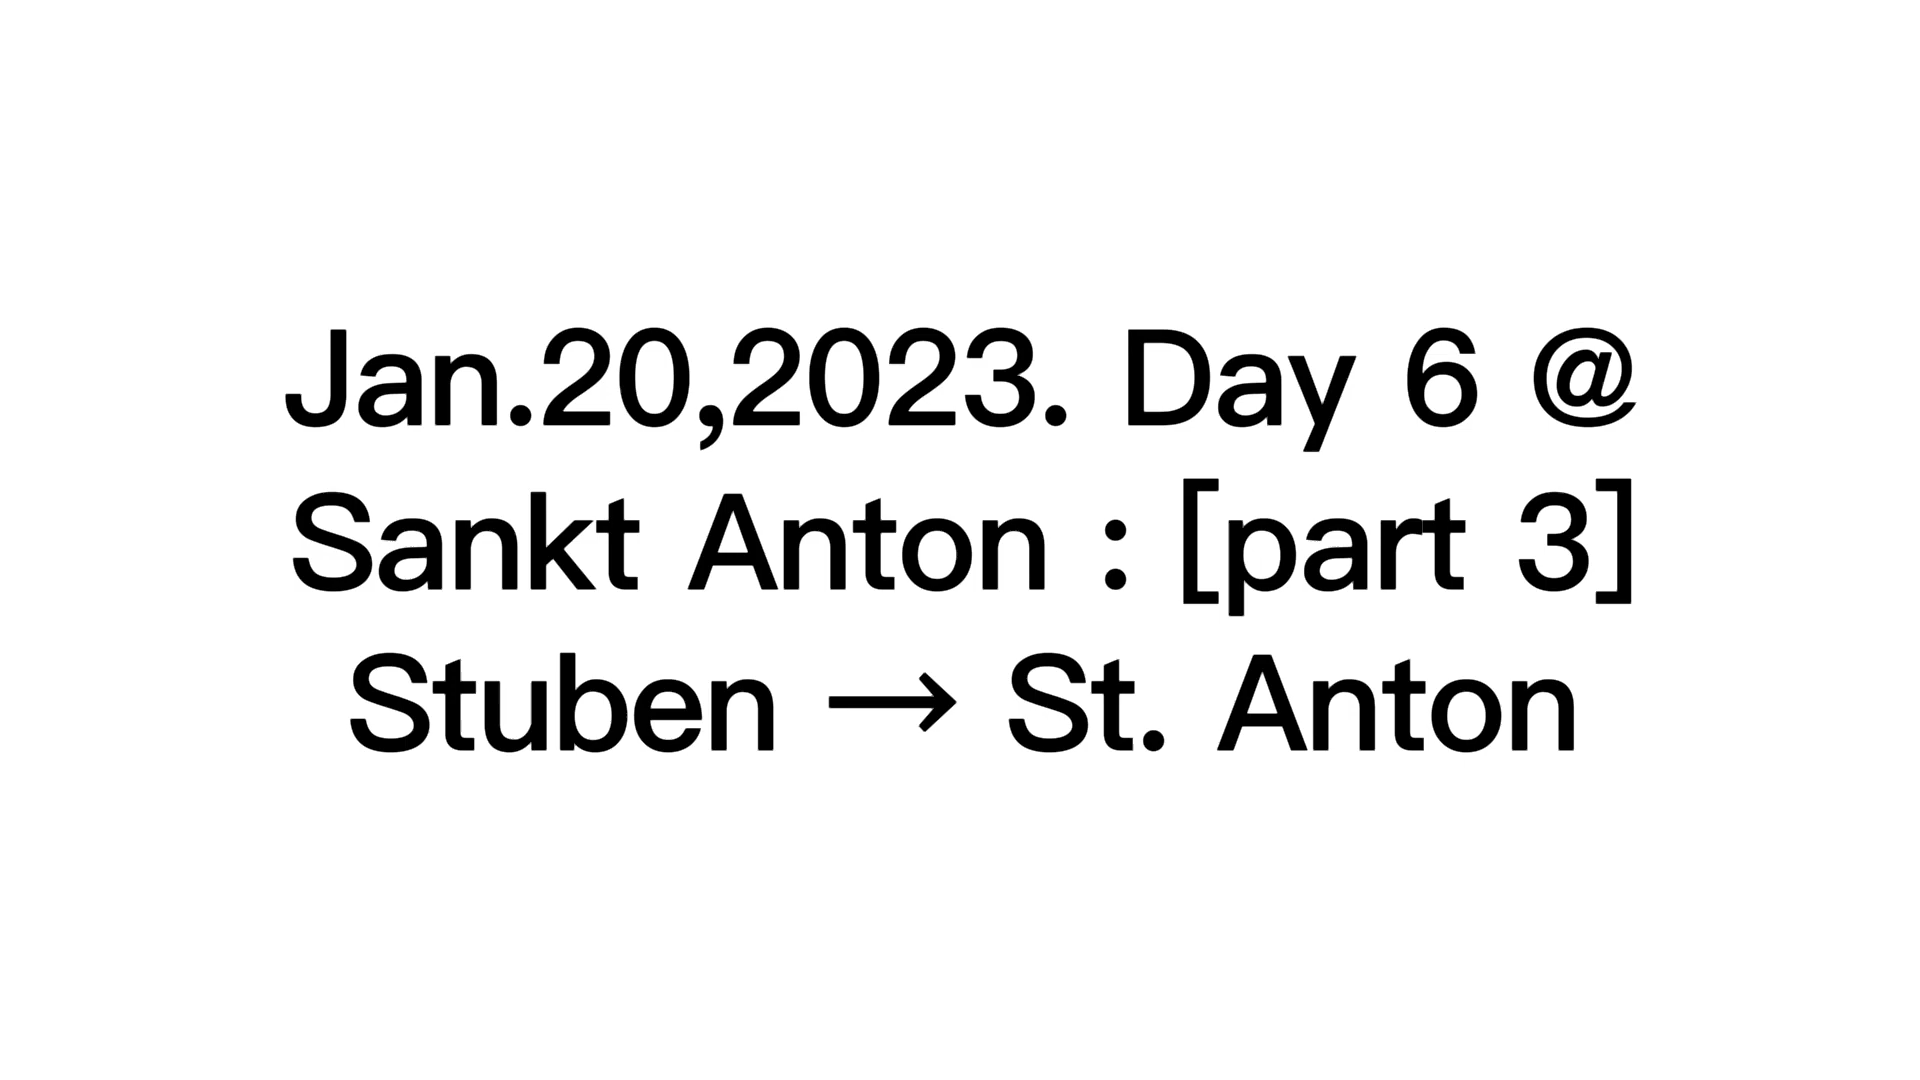 Jan.20,2023. Day 6 @
Sankt Anton : [part 3]
Stuben → St. Anton